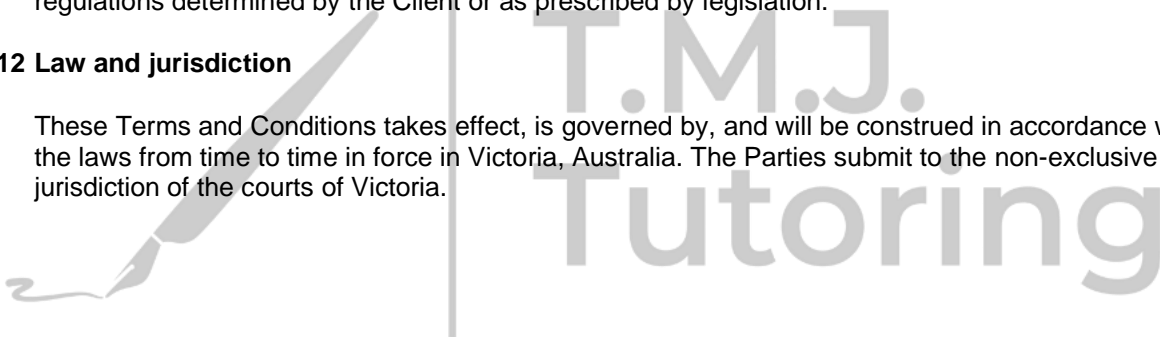 regulations determined by the Client or as prescribed by legislation.
12 Law and jurisdiction
T.M.J.
These Terms and Conditions takes effect, is governed by, and will be construed in accordance
the laws from time to time in force in Victoria, Australia. The Parties submit to the non-exclusive
jurisdiction of the courts of Victoria.
Tutoring